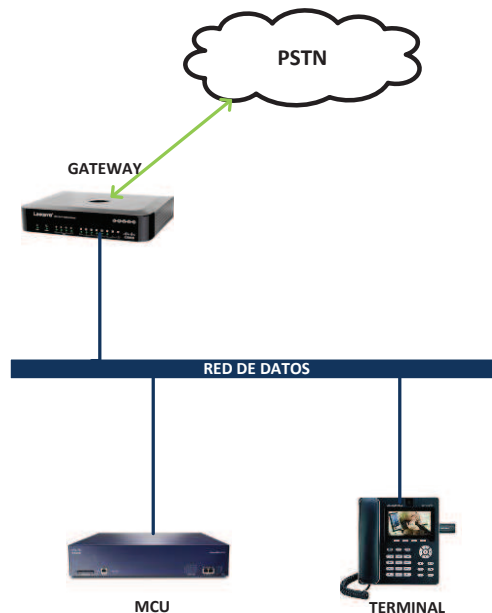 PSTN
GATEWAY
RED DE DATOS
MCU
TERMINAL